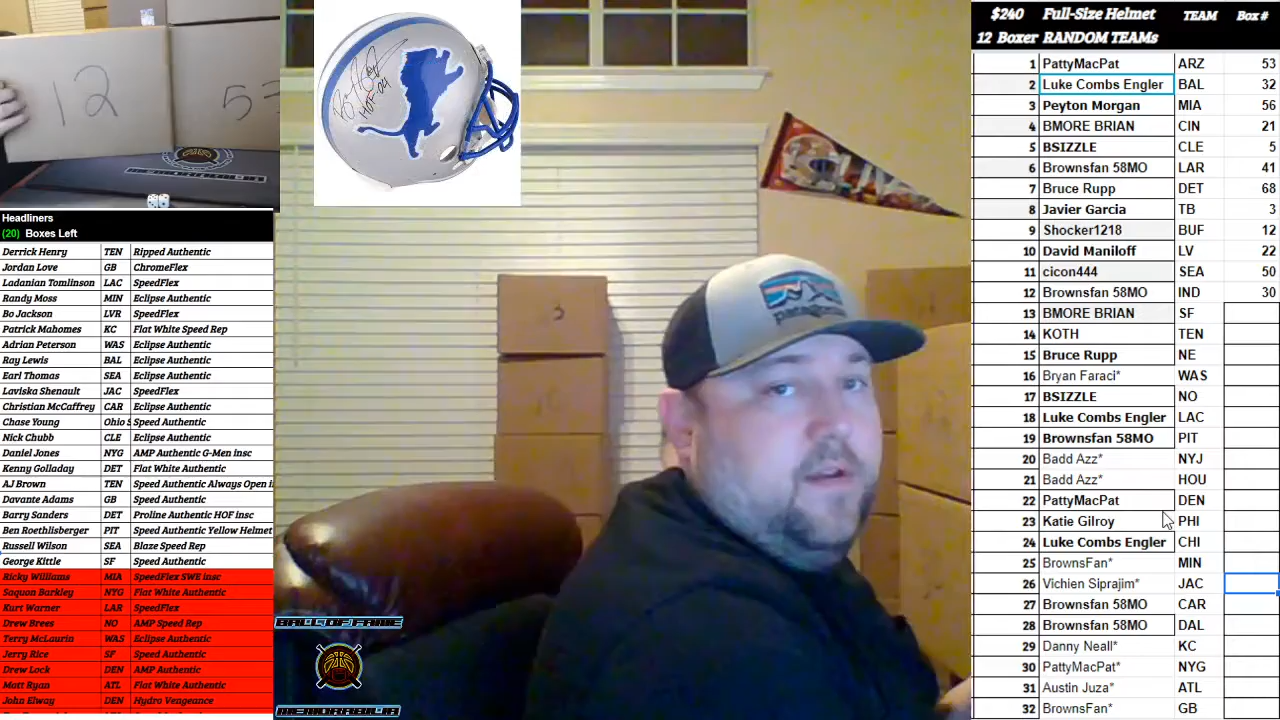 12
53
Headliners
(20) Boxes Left
Derrick Henry TEN Ripped Authentic
Jordan Love GB ChromeFlex
Ladanian Tomlinson LAC SpeedFlex
Randy Moss MIN Eclipse Authentic
Bo Jackson LVR SpeedFlex
Patrick Mahomes KC Flat White Speed Rep
Adrian Peterson WAS Eclipse Authentic
Ray Lewis BAL Eclipse Authentic
Earl Thomas SEA Eclipse Authentic
Laviska Shenault JAC SpeedFlex
Christian McCaffrey CAR Eclipse Authentic
Chase Young Ohio S Speed Authentic
Nick Chubb CLE Eclipse Authentic
Daniel Jones NYG AMP Authentic G-Men insc
Kenny Golladay DET Flat White Authentic
AJ Brown TEN Speed Authentic Always Open i
Davante Adams GB Speed Authentic
Barry Sanders DET Proline Authentic HOF insc
Ben Roethlisberger PIT Speed Authentic Yellow Helmet
Russell Wilson SEA Blaze Speed Rep
George Kittle SF Speed Authentic
Ricky Williams MIA SpeedFlex SWE insc
Saquon Barkley NYG Flat White Authentic
Kurt Warner LAR SpeedFlex
Drew Brees NO AMP Speed Rep
Terry McLaurin WAS Eclipse Authentic
Jerry Rice SF Speed Authentic
Drew Lock DEN AMP Authentic
Matt Ryan ATL Flat White Authentic
John Elway DEN Hydro Vengeance
HOF 04
3
10
patagonia
BALL OF FAME
MEMORABILIA
$240 Full-Size Helmet TEAM Box #
12 Boxer RANDOM TEAMs
1 PattyMacPat ARZ 53
2 Luke Combs Engler BAL 32
3 Peyton Morgan MIA 56
4 BMORE BRIAN CIN 21
5 BSIZZLE CLE 5
6 Brownsfan 58MO LAR 41
7 Bruce Rupp DET 68
8 Javier Garcia TB 3
9 Shocker1218 BUF 12
10 David Maniloff LV 22
11 cicon444 SEA 50
12 Brownsfan 58MO IND 30
13 BMORE BRIAN SF
14 KOTH TEN
15 Bruce Rupp NE
16 Bryan Faraci* WAS
17 BSIZZLE NO
18 Luke Combs Engler LAC
19 Brownsfan 58MO PIT
20 Badd Azz* NYJ
21 Badd Azz* HOU
22 PattyMacPat DEN
23 Katie Gilroy PHI
24 Luke Combs Engler CHI
25 BrownsFan* MIN
26 Vichien Siprajim* JAC
27 Brownsfan 58MO CAR
28 Brownsfan 58MO DAL
29 Danny Neall* KC
30 PattyMacPat* NYG
31 Austin Juza* ATL
32 BrownsFan* GB